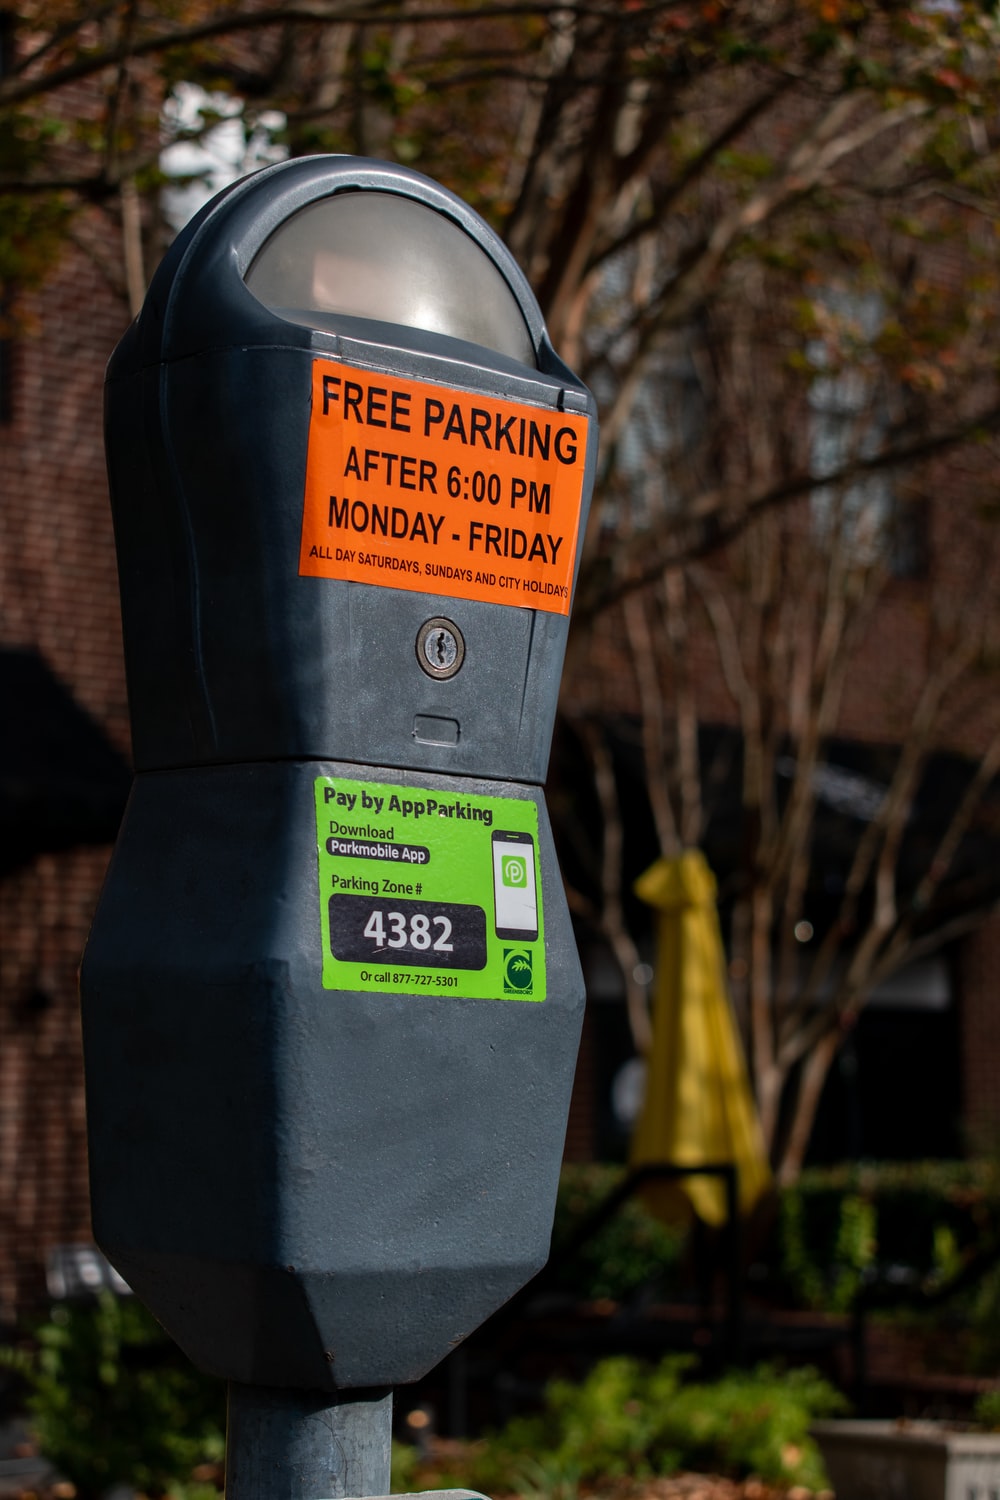 FREE PARKING
AFTER 6:00 PM
MONDAY - FRIDAY
ALL DAY SATURDAYS, SUNDAYS AND CITY HOLIDAYS
Pay by AppParking
Download
Parkmobile App
Parking Zone #
4382
Or call 877-727-5301
GREENSBORO